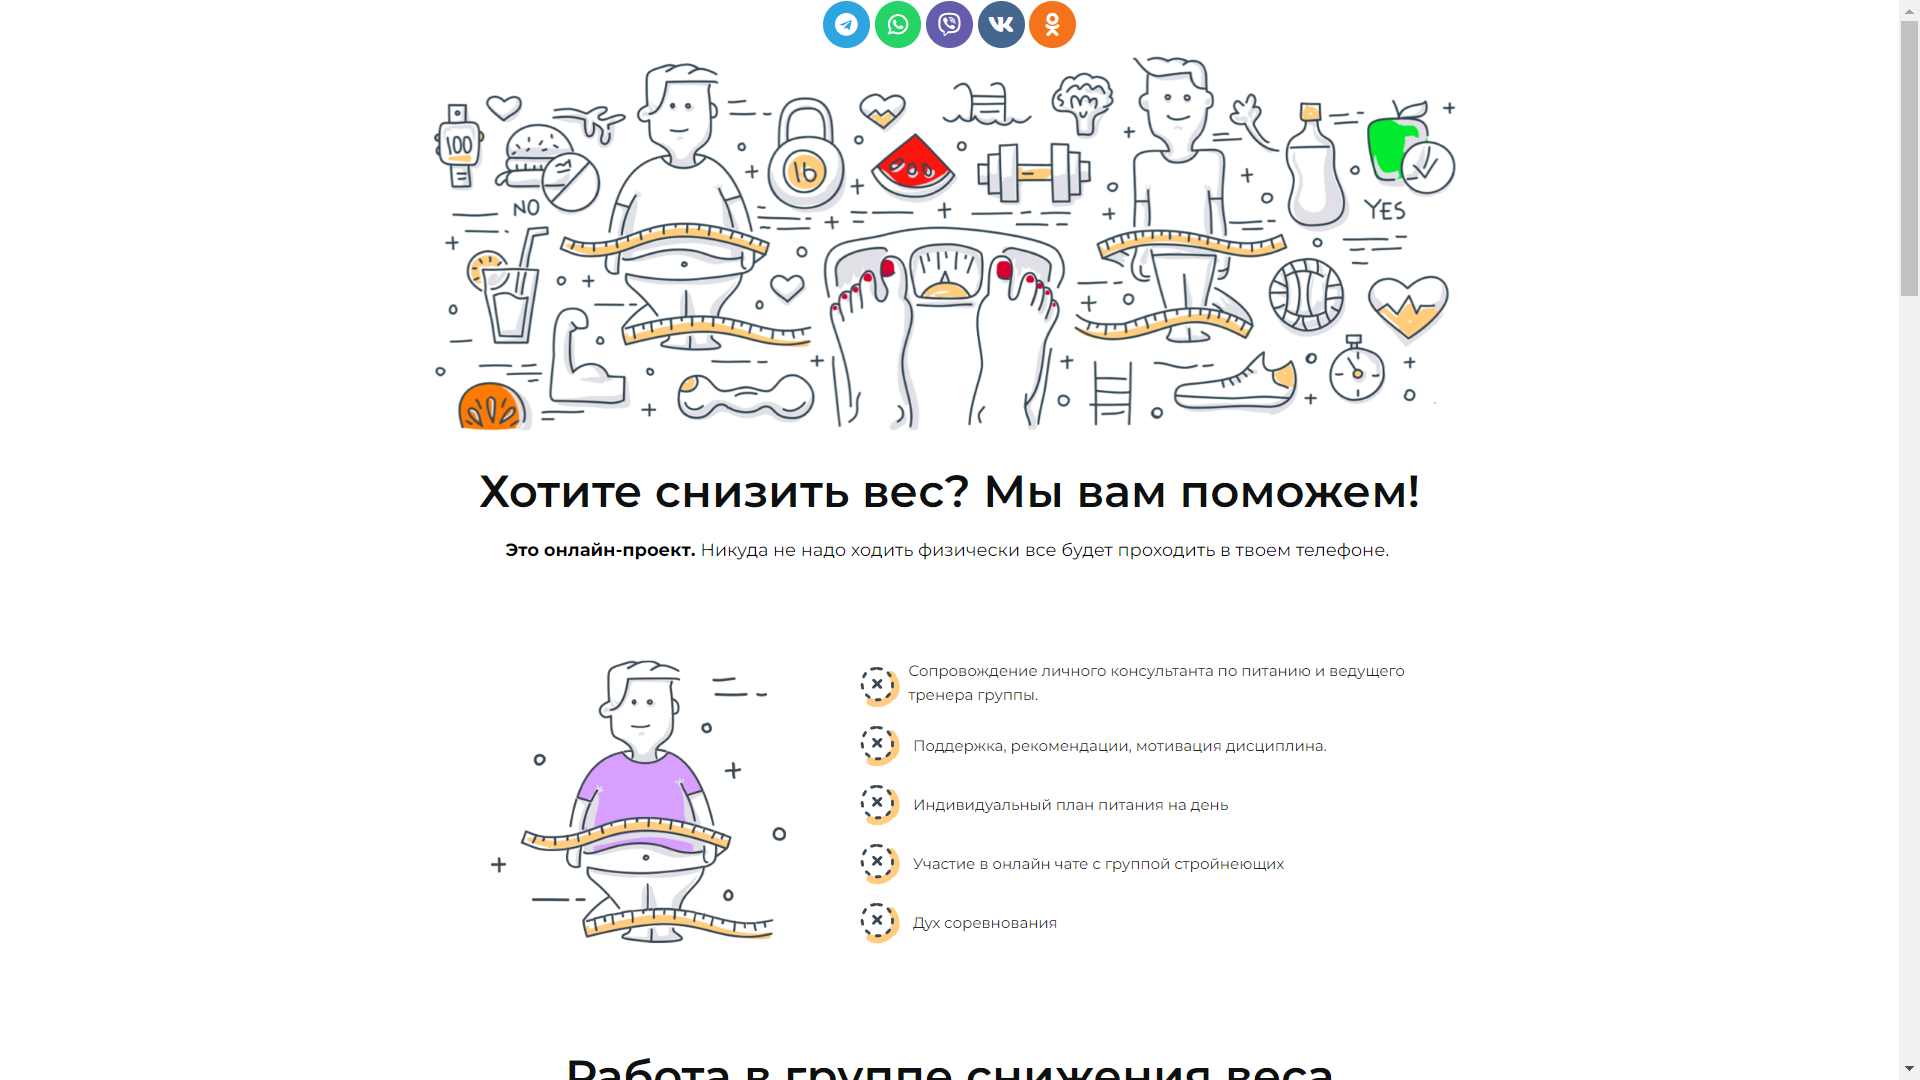 100
NO
16
YES
Хотите снизить вес? Мы вам поможем!
Это онлайн-проект. Никуда не надо ходить физически все будет проходить в твоем телефоне.
Сопровождение личного консультанта по питанию и ведущего
тренера группы.
Поддержка, рекомендации, мотивация дисциплина.
Индивидуальный план питания на день
Участие в онлайн чате с группой стройнеющих
Дух соревнования
Работа в группе снижения веса